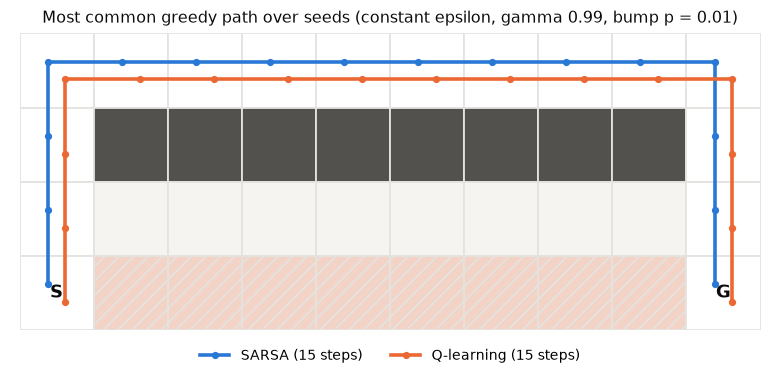 Most common greedy path over seeds (constant epsilon, gamma 0.99, bump p = 0.01)
S
G
SARSA (15 steps)
Q-learning (15 steps)